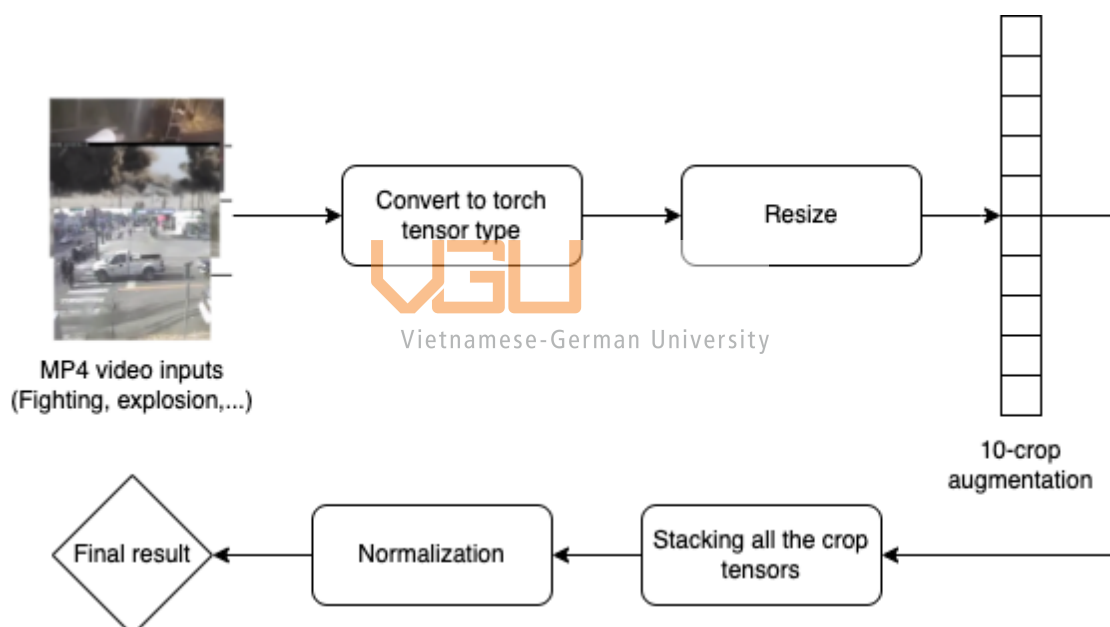 Convert to torch
tensor type
Resize
VGU
Vietnamese-German University
MP4 video inputs
(Fighting, explosion,...)
10-crop
augmentation
Final result
Normalization
Stacking all the crop
tensors